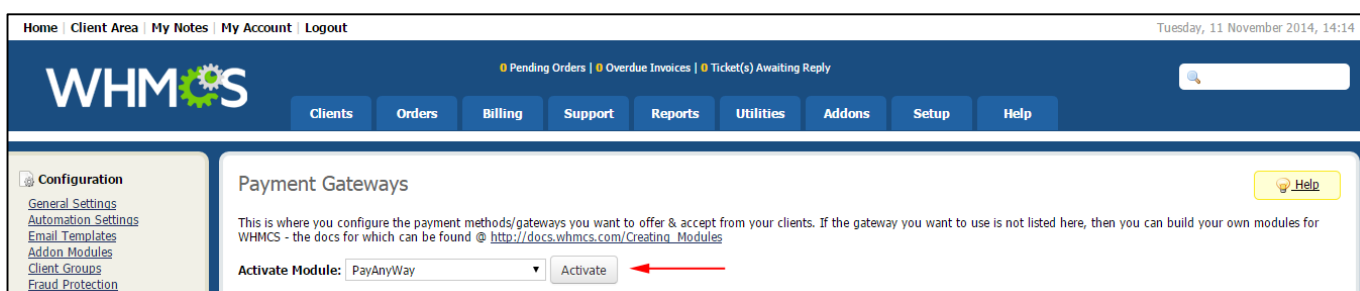 Home | Client Area | My Notes | My Account | Logout
Tuesday, 11 November 2014, 14:14
WHMCS
0 Pending Orders | 0 Overdue Invoices | 0 Ticket(s) Awaiting Reply
Clients Orders Billing Support Reports Utilities Addons Setup Help
Configuration
General Settings
Automation Settings
Email Templates
Addon Modules
Client Groups
Fraud Protection
Payment Gateways
Help
This is where you configure the payment methods/gateways you want to offer & accept from your clients. If the gateway you want to use is not listed here, then you can build your own modules for
WHMCS - the docs for which can be found @ http://docs.whmcs.com/Creating_Modules
Activate Module: PayAnyWay Activate